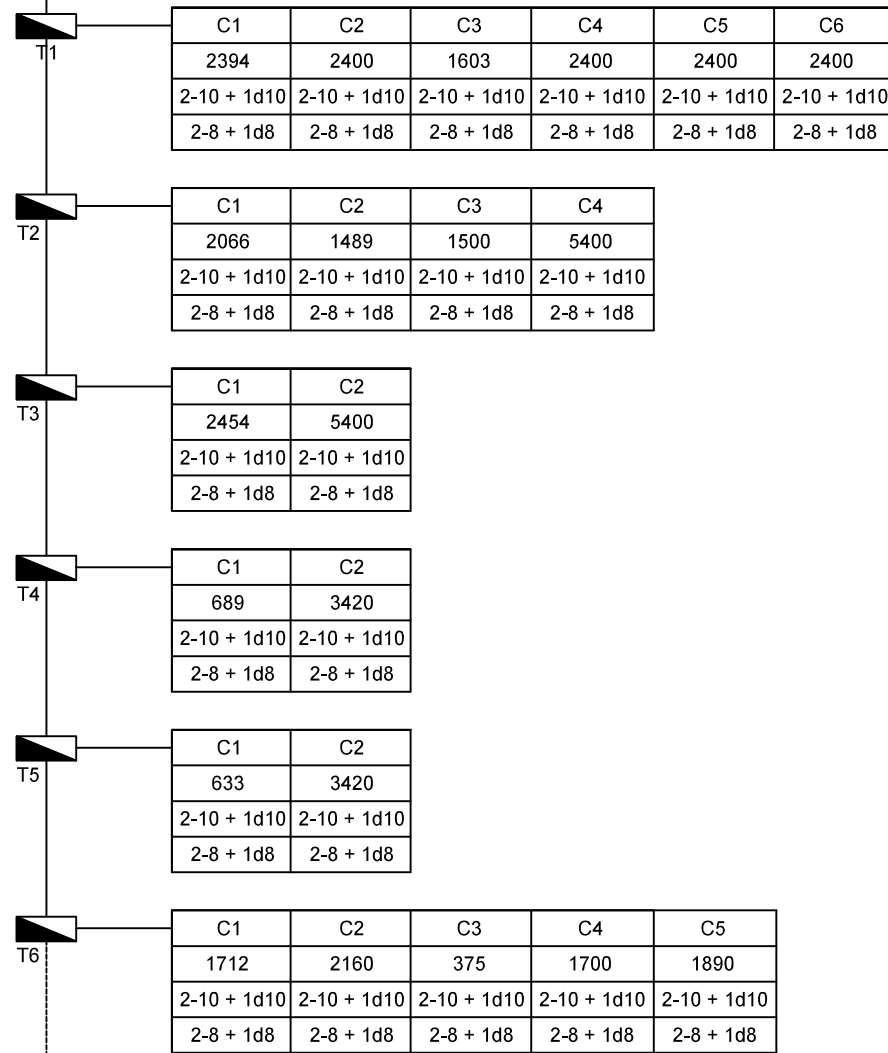 C1 C2 C3 C4 C5 C6
T1
2394 2400 1603 2400 2400 2400
2-10 + 1d10 2-10 + 1d10 2-10 + 1d10 2-10 + 1d10 2-10 + 1d10 2-10 + 1d10
2-8 + 1d8 2-8 + 1d8 2-8 + 1d8 2-8 + 1d8 2-8 + 1d8 2-8 + 1d8
C1 C2 C3 C4
T2
2066 1489 1500 5400
2-10 + 1d10 2-10 + 1d10 2-10 + 1d10 2-10 + 1d10
2-8 + 1d8 2-8 + 1d8 2-8 + 1d8 2-8 + 1d8
C1 C2
T3
2454 5400
2-10 + 1d10 2-10 + 1d10
2-8 + 1d8 2-8 + 1d8
C1 C2
T4
689 3420
2-10 + 1d10 2-10 + 1d10
2-8 + 1d8 2-8 + 1d8
C1 C2
T5
633 3420
2-10 + 1d10 2-10 + 1d10
2-8 + 1d8 2-8 + 1d8
C1 C2 C3 C4 C5
T6
1712 2160 375 1700 1890
2-10 + 1d10 2-10 + 1d10 2-10 + 1d10 2-10 + 1d10 2-10 + 1d10
2-8 + 1d8 2-8 + 1d8 2-8 + 1d8 2-8 + 1d8 2-8 + 1d8